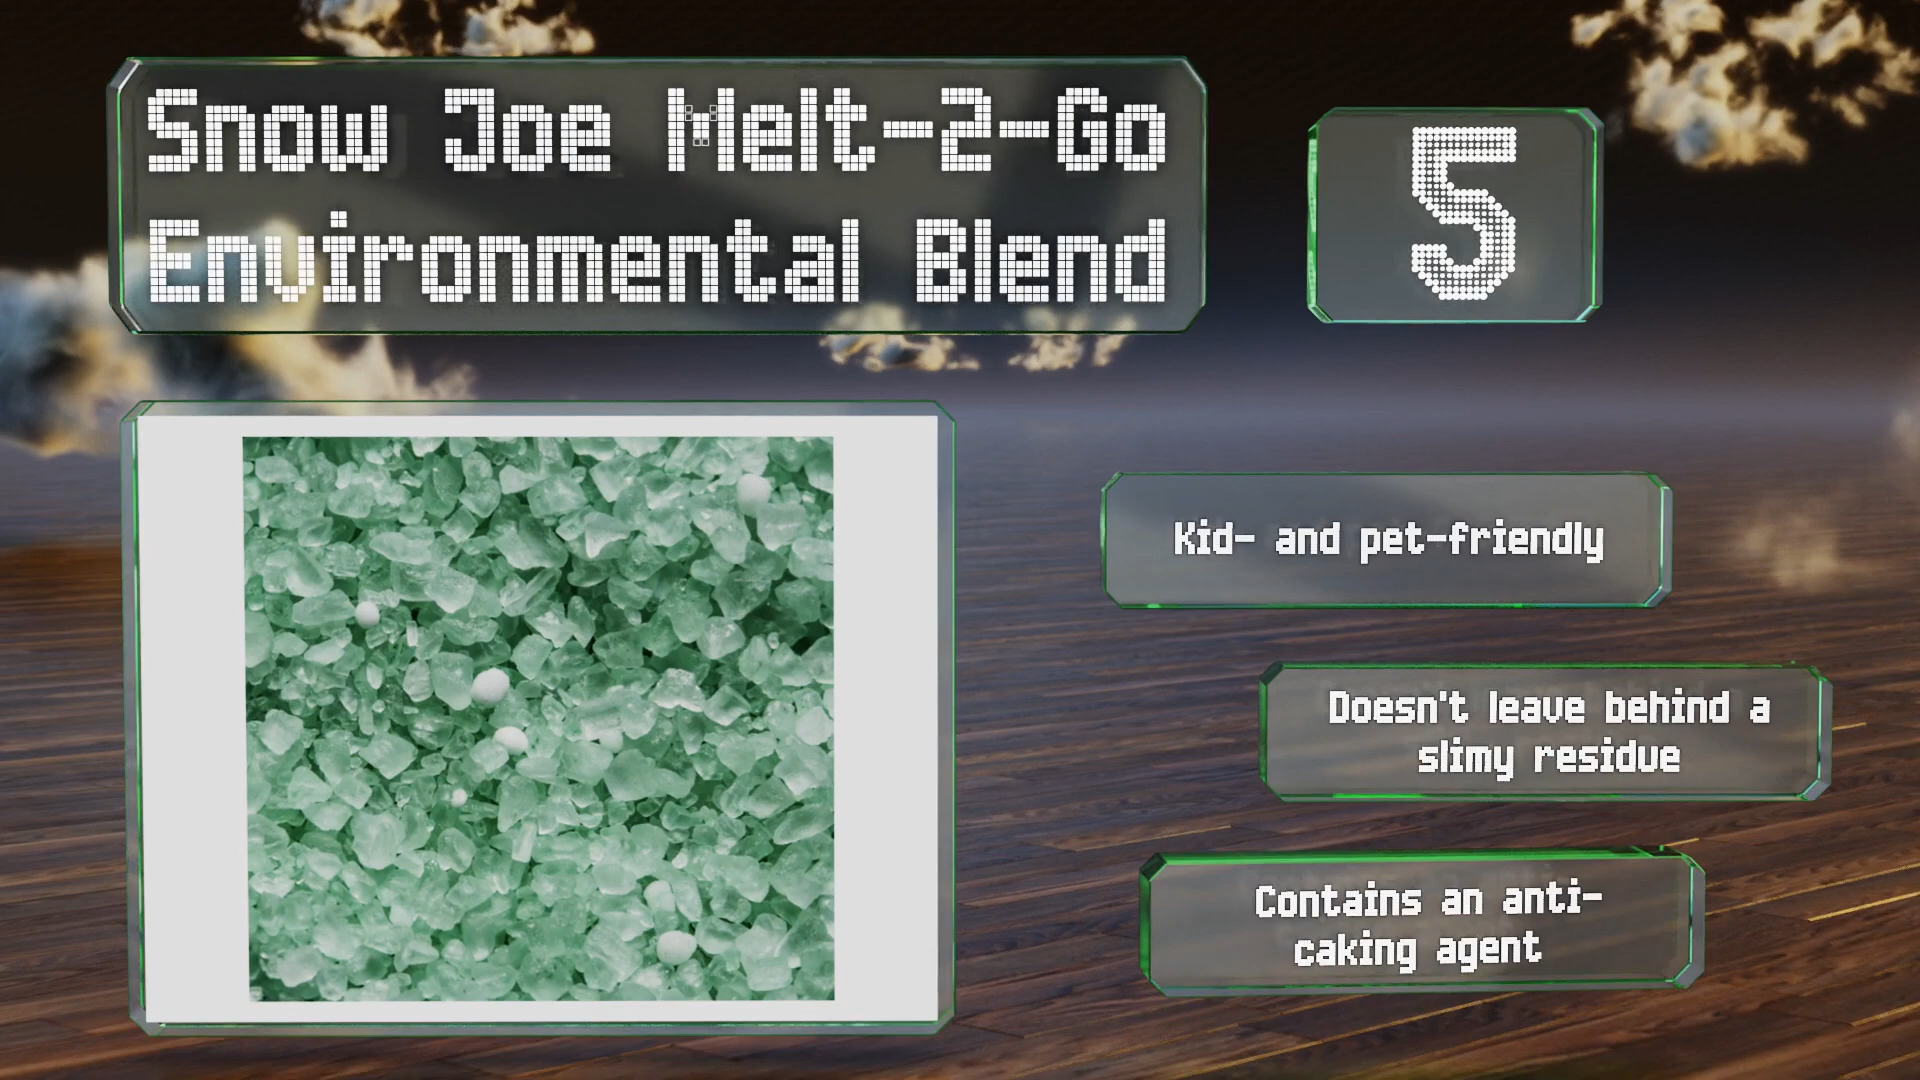 Snow Joe Melt-2-Go
Environmental Blend
5
Kid- and pet-friendly
Doesn't leave behind a
slimy residue
Contains an anti-
caking agent